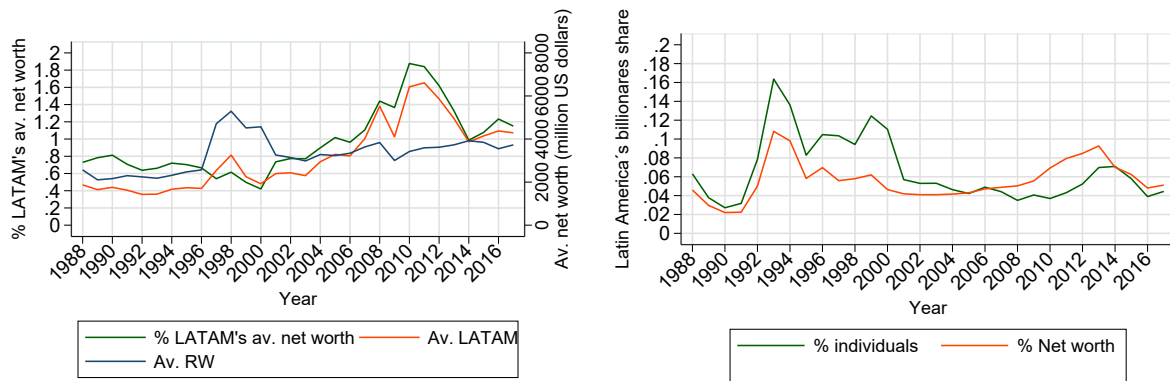 % LATAM's av. net worth
0 .2 .4 .6 .8 1 1.2 1.4 1.6 1.8 2
0 2000 4000 6000 8000
Av. net worth (million US dollars)
1988 1990 1992 1994 1996 1998 2000 2002 2004 2006 2008 2010 2012 2014 2016
Year
% LATAM's av. net worth Av. LATAM
Av. RW
Latin America´s billionares share
0 .02 .04 .06 .08 .1 .12 .14 .16 .18 .2
1988 1990 1992 1994 1996 1998 2000 2002 2004 2006 2008 2010 2012 2014 2016
Year
% individuals % Net worth